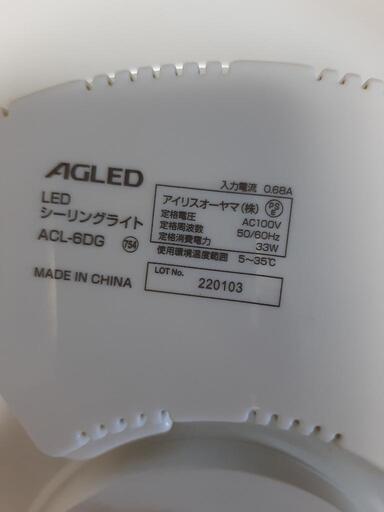 AGLED
LED
シーリングライト
ACL-6DG 754
MADE IN CHINA
入力電流 0.68A
アイリスオーヤマ(株) PSE
定格電圧 AC100V
定格周波数 50/60Hz
定格消費電力 33W
使用環境温度範囲 5~35℃
LOT No.
220103